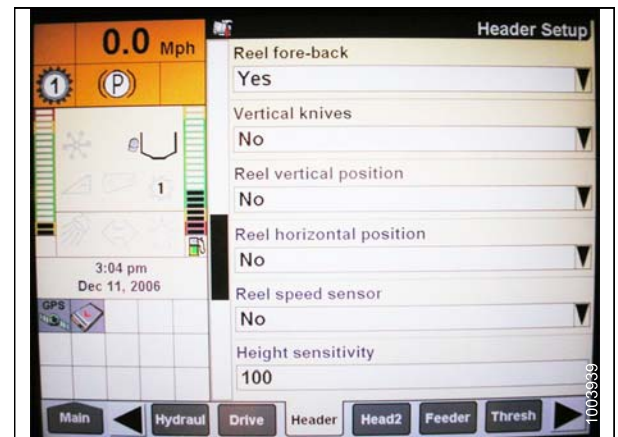 0.0 Mph
1
(P)
1
3:04 pm
Dec 11, 2006
GPS
Header Setup
Reel fore-back
Yes
Vertical knives
No
Reel vertical position
No
Reel horizontal position
No
Reel speed sensor
No
Height sensitivity
100
Main
Hydraul
Drive
Header
Head2
Feeder
Thresh
1003939